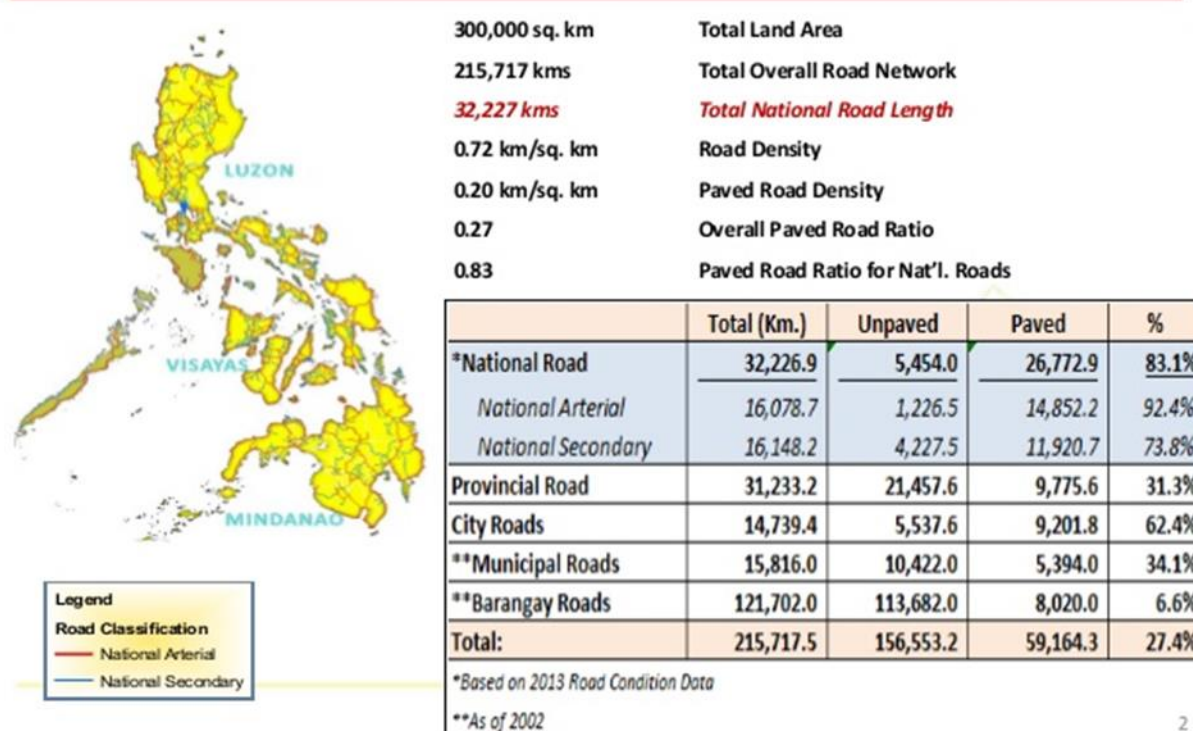 300,000 sq. km Total Land Area
215,717 kms Total Overall Road Network
32,227 kms Total National Road Length
0.72 km/sq. km Road Density
0.20 km/sq. km Paved Road Density
0.27 Overall Paved Road Ratio
0.83 Paved Road Ratio for Nat'l. Roads
LUZON
VISAYAS
MINDANAO
Legend
Road Classification
National Arterial
National Secondary
Total (Km.) Unpaved Paved %
*National Road 32,226.9 5,454.0 26,772.9 83.1%
National Arterial 16,078.7 1,226.5 14,852.2 92.4%
National Secondary 16,148.2 4,227.5 11,920.7 73.8%
Provincial Road 31,233.2 21,457.6 9,775.6 31.3%
City Roads 14,739.4 5,537.6 9,201.8 62.4%
**Municipal Roads 15,816.0 10,422.0 5,394.0 34.1%
**Barangay Roads 121,702.0 113,682.0 8,020.0 6.6%
Total: 215,717.5 156,553.2 59,164.3 27.4%
*Based on 2013 Road Condition Data
**As of 2002
2